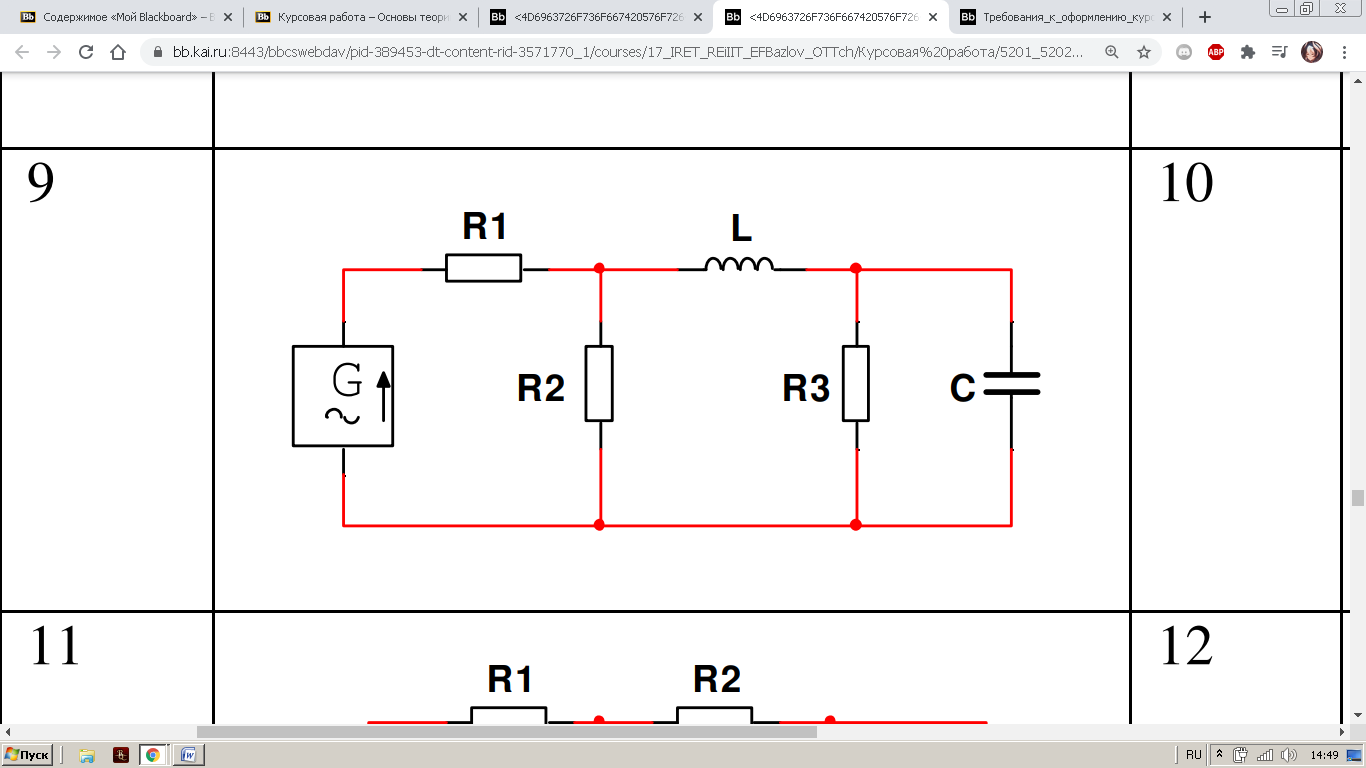 Содержимое «Мой Blackboard» – В
Курсовая работа – Основы теори
<4D6963726F736F667420576F726
<4D6963726F736F667420576F726
Требования_к_оформлению_курс
bb.kai.ru:8443/bbcswebdav/pid-389453-dt-content-rid-3571770_1/courses/17_IRET_REIIIT_EFBazlov_OTTch/Курсовая%20работа/5201_5202...
9
10
R1
L
G
R2
R3
C
11
12
R1
R2
Пуск
RU
14:49